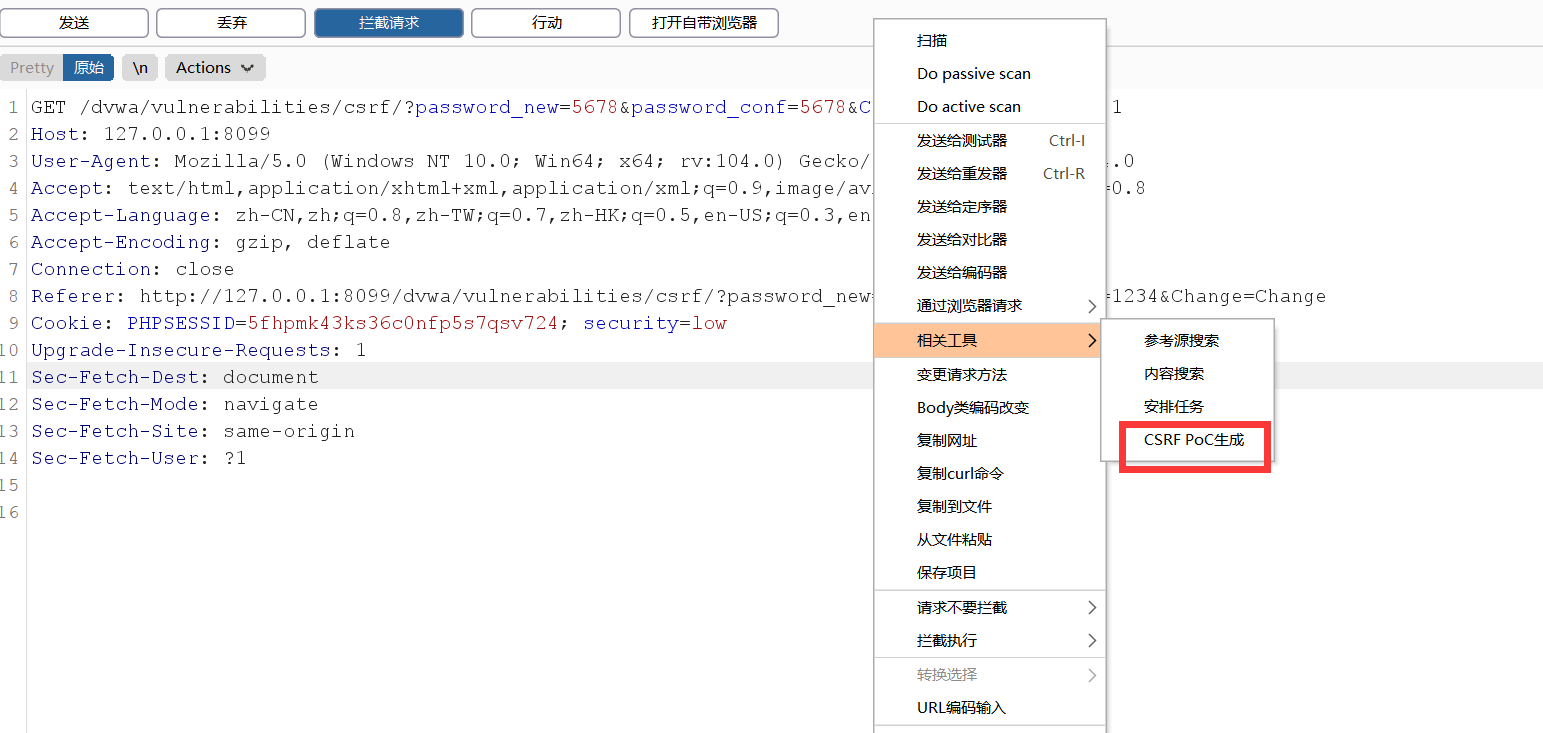 发送 丢弃 拦截请求 行动 打开自带浏览器
Pretty 原始 \n Actions
1 GET /dvwa/vulnerabilities/csrf/?password_new=5678&password_conf=5678&C 1
2 Host: 127.0.0.1:8099
3 User-Agent: Mozilla/5.0 (Windows NT 10.0; Win64; x64; rv:104.0) Gecko/ .0
4 Accept: text/html,application/xhtml+xml,application/xml;q=0.9,image/av =0.8
5 Accept-Language: zh-CN,zh;q=0.8,zh-TW;q=0.7,zh-HK;q=0.5,en-US;q=0.3,en
6 Accept-Encoding: gzip, deflate
7 Connection: close
8 Referer: http://127.0.0.1:8099/dvwa/vulnerabilities/csrf/?password_new =1234&Change=Change
9 Cookie: PHPSESSID=5fhpmk43ks36c0nfp5s7qsv724; security=low
10 Upgrade-Insecure-Requests: 1
11 Sec-Fetch-Dest: document
12 Sec-Fetch-Mode: navigate
13 Sec-Fetch-Site: same-origin
14 Sec-Fetch-User: ?1
15
16
扫描
Do passive scan
Do active scan
发送给测试器 Ctrl-I
发送给重发器 Ctrl-R
发送给定序器
发送给对比器
发送给编码器
通过浏览器请求
相关工具
变更请求方法
Body类编码改变
复制网址
复制curl命令
复制到文件
从文件粘贴
保存项目
请求不要拦截
拦截执行
转换选择
URL编码输入
参考源搜索
内容搜索
安排任务
CSRF PoC生成